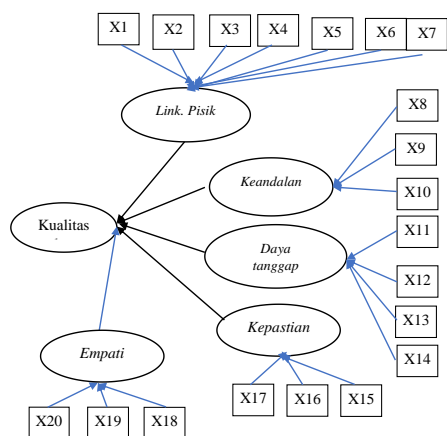 X1 X2 X3 X4 X5 X6 X7
Link. Pisik
X8
X9
Keandalan
X10
X11
Kualitas
Daya
tanggap
X12
X13
Kepastian
X14
Empati
X17 X16 X15
X20 X19 X18